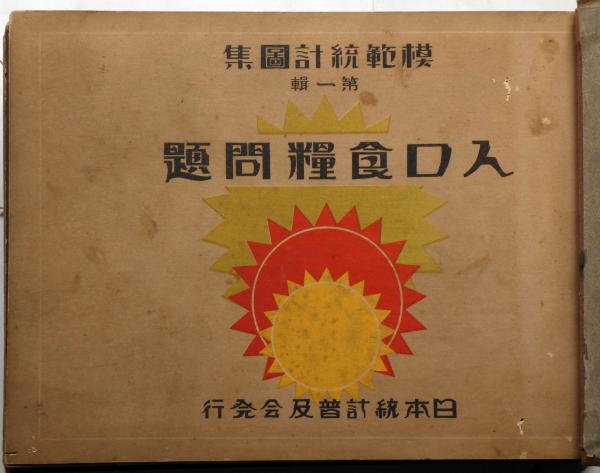 模範統計圖集
第一輯
人口食糧問題
日本統計普及会発行